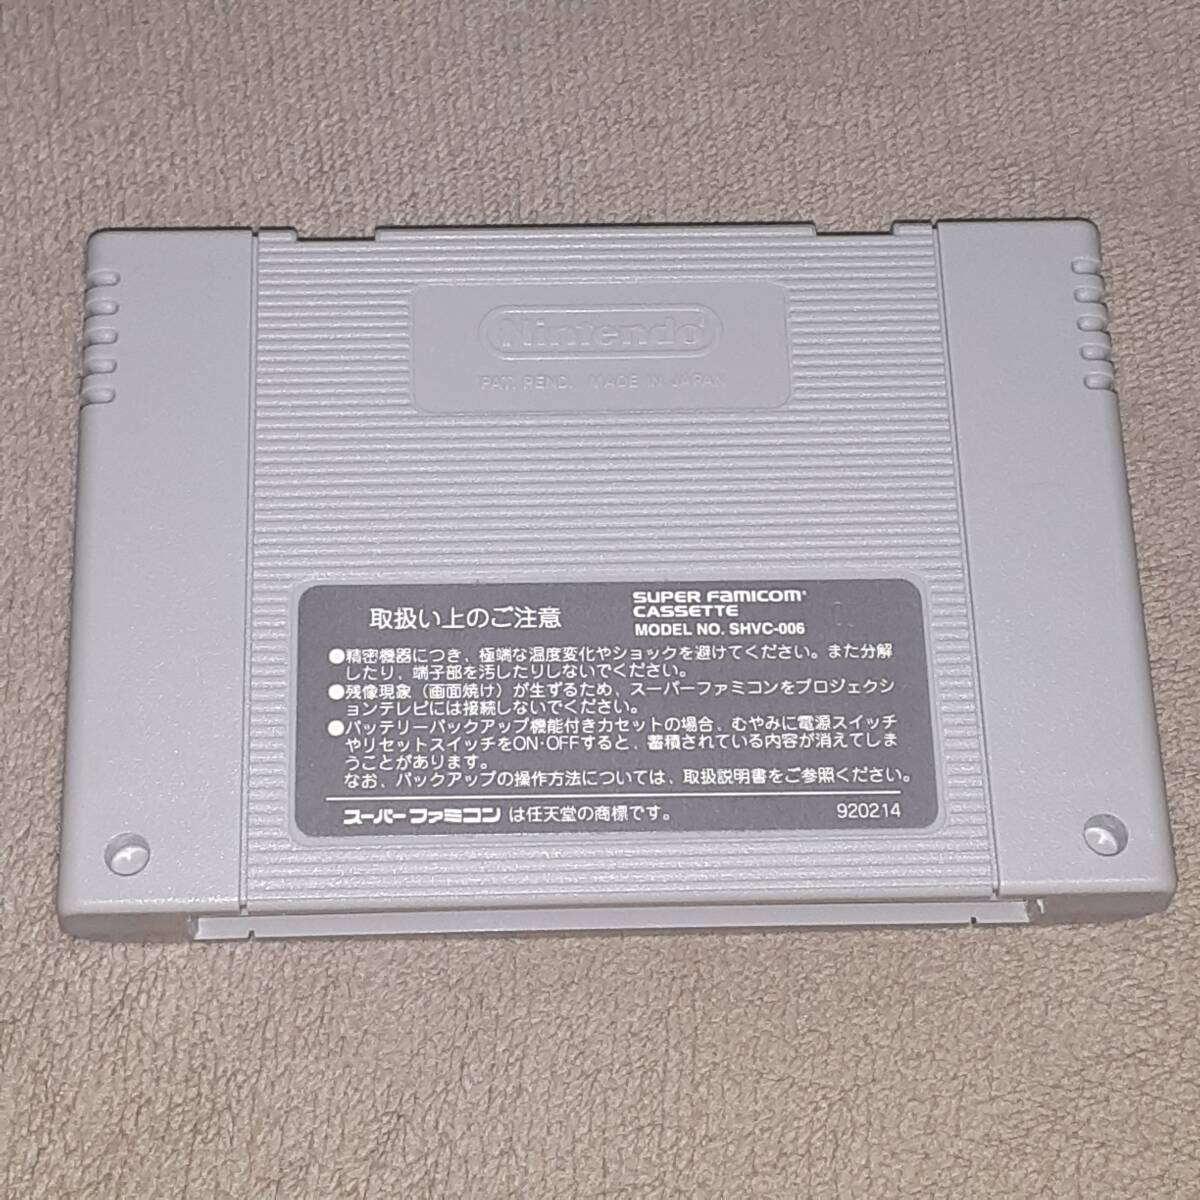 Nintendo
PAT. PEND. MADE IN JAPAN
取扱い上のご注意
SUPER FAMICOM
CASSETTE
MODEL NO. SHVC-006
●精密機器につき、極端な温度変化やショックを避けてください。また分解
したり、端子部を汚したりしないでください。
●残像現象（画面焼け）が生ずるため、スーパーファミコンをプロジェクシ
ョンテレビには接続しないでください。
●バッテリーバックアップ機能付きカセットの場合、むやみに電源スイッチ
やリセットスイッチをON・OFFすると、蓄積されている内容が消えてしま
うことがあります。
なお、バックアップの操作方法については、取扱説明書をご参照ください。
スーパーファミコンは任天堂の商標です。 920214